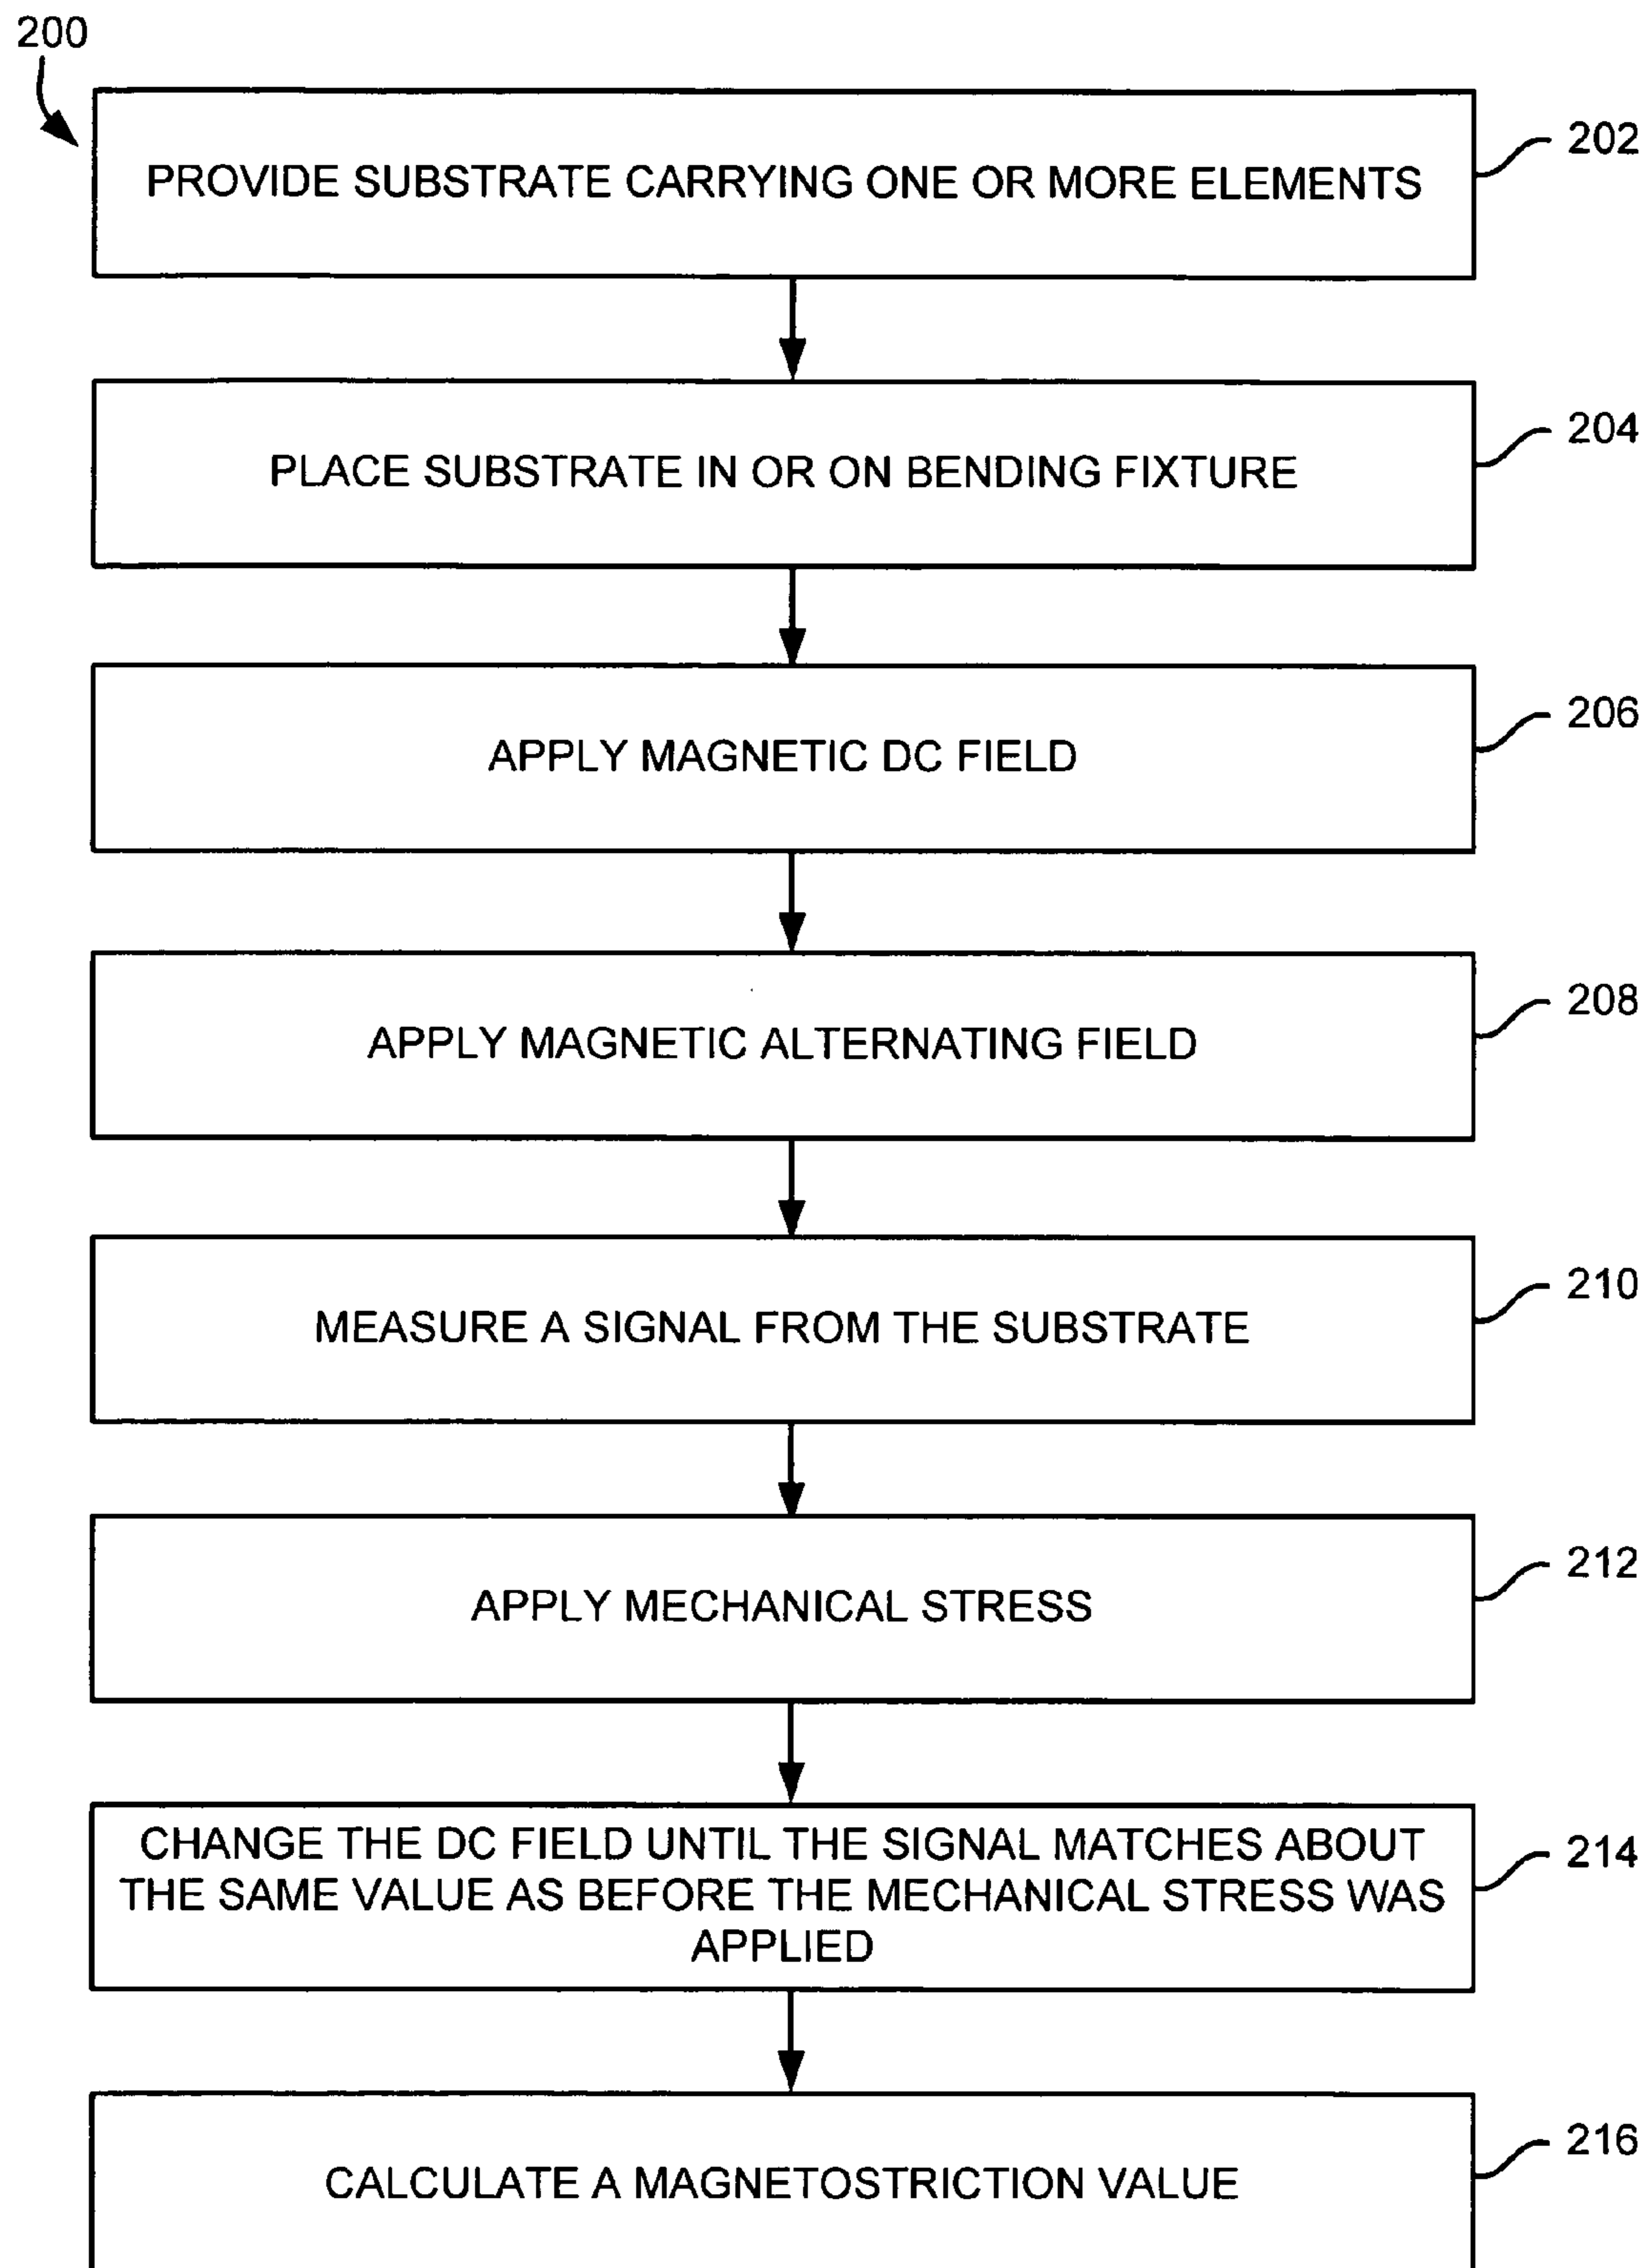 200
PROVIDE SUBSTRATE CARRYING ONE OR MORE ELEMENTS
202
PLACE SUBSTRATE IN OR ON BENDING FIXTURE
204
APPLY MAGNETIC DC FIELD
206
APPLY MAGNETIC ALTERNATING FIELD
208
MEASURE A SIGNAL FROM THE SUBSTRATE
210
APPLY MECHANICAL STRESS
212
CHANGE THE DC FIELD UNTIL THE SIGNAL MATCHES ABOUT
THE SAME VALUE AS BEFORE THE MECHANICAL STRESS WAS
APPLIED
214
CALCULATE A MAGNETOSTRICTION VALUE
216